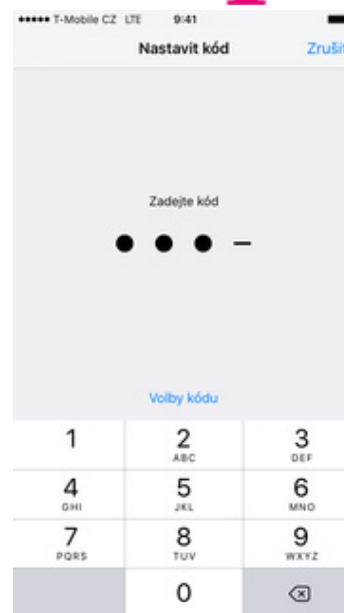 T-Mobile CZ LTE 9:41
Nastavit kód Zrušit
Zadejte kód
Volby kódu
1 2 3
ABC DEF
4 5 6
GHI JKL MNO
7 8 9
PQRS TUV WXYZ
0